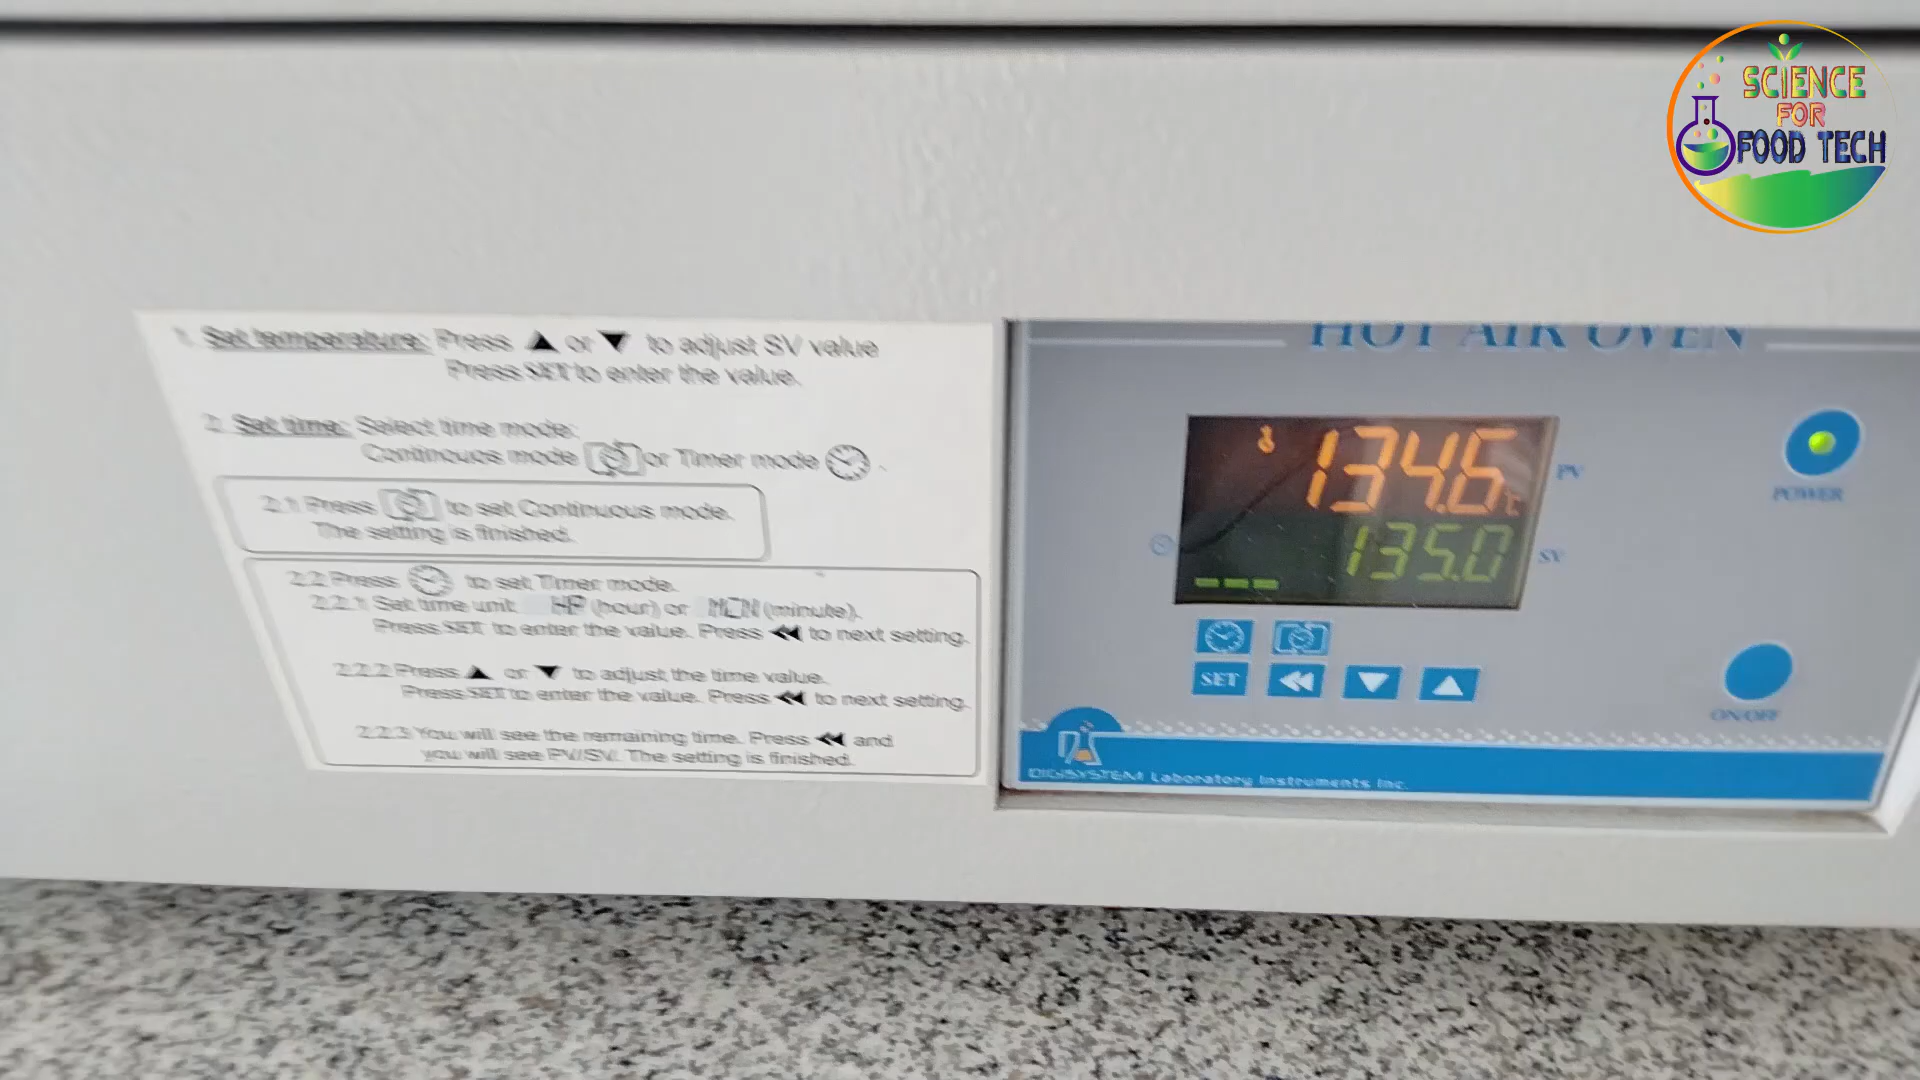 SCIENCE
FOR
FOOD TECH
1. Set temperature: Press ▲ or ▼ to adjust SV value
Press SET to enter the value.
2. Set time: Select time mode:
Continuous mode or Timer mode .
2.1 Press to set Continuous mode.
The setting is finished.
2.2 Press to set Timer mode.
2.2.1 Set time unit HR (hour) or MIN (minute).
Press SET to enter the value. Press ◀◀ to next setting.
2.2.2 Press ▲ or ▼ to adjust the time value.
Press SET to enter the value. Press ◀◀ to next setting.
2.2.3 You will see the remaining time. Press ◀◀ and
you will see PV/SV. The setting is finished.
HOT AIR OVEN
134.6 ℃ PV
135.0 SV
POWER
SET
ON/OFF
DIGISYSTEM Laboratory Instruments Inc.